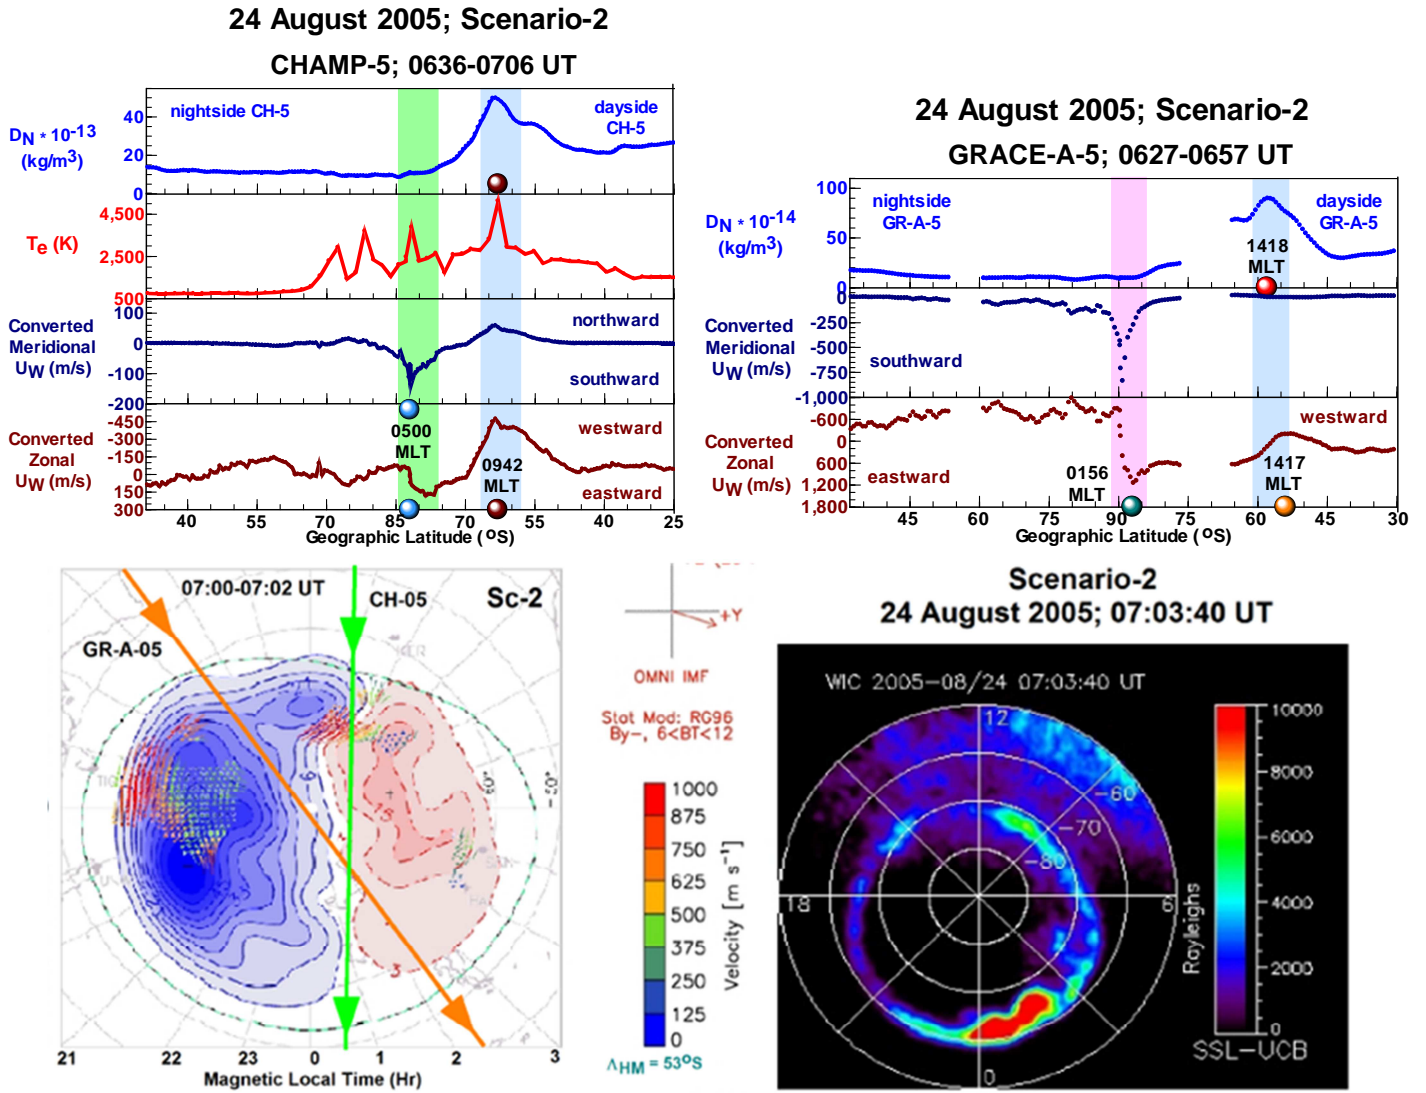 24 August 2005; Scenario-2
CHAMP-5; 0636-0706 UT
DN * 10-13
(kg/m3)
40
20
0
nightside CH-5
dayside
CH-5
Te (K)
4,500
2,500
500
Converted
Meridional
UW (m/s)
100
0
-100
-200
northward
southward
Converted
Zonal
UW (m/s)
-450
-300
-150
0
150
300
0500
MLT
0942
MLT
westward
eastward
40 55 70 85 70 55 40 25
Geographic Latitude (oS)
24 August 2005; Scenario-2
GRACE-A-5; 0627-0657 UT
DN * 10-14
(kg/m3)
100
50
0
nightside
GR-A-5
dayside
GR-A-5
1418
MLT
Converted
Meridional
UW (m/s)
0
-250
-500
-750
-1,000
southward
Converted
Zonal
UW (m/s)
-600
0
600
1,200
1,800
eastward
westward
0156
MLT
1417
MLT
45 60 75 90 75 60 45 30
Geographic Latitude (oS)
07:00-07:02 UT
CH-05
Sc-2
GR-A-05
21 22 23 0 1 2 3
Magnetic Local Time (Hr)
+Y
OMNI IMF
Stat Mod: RG96
By-, 6<BT<12
1000
875
750
625
500
375
250
125
0
Velocity [m s-1]
ΛHM = 53oS
Scenario-2
24 August 2005; 07:03:40 UT
WIC 2005-08/24 07:03:40 UT
12
-60
-70
-80
18
6
0
10000
8000
6000
4000
2000
0
Rayleighs
SSL-UCB